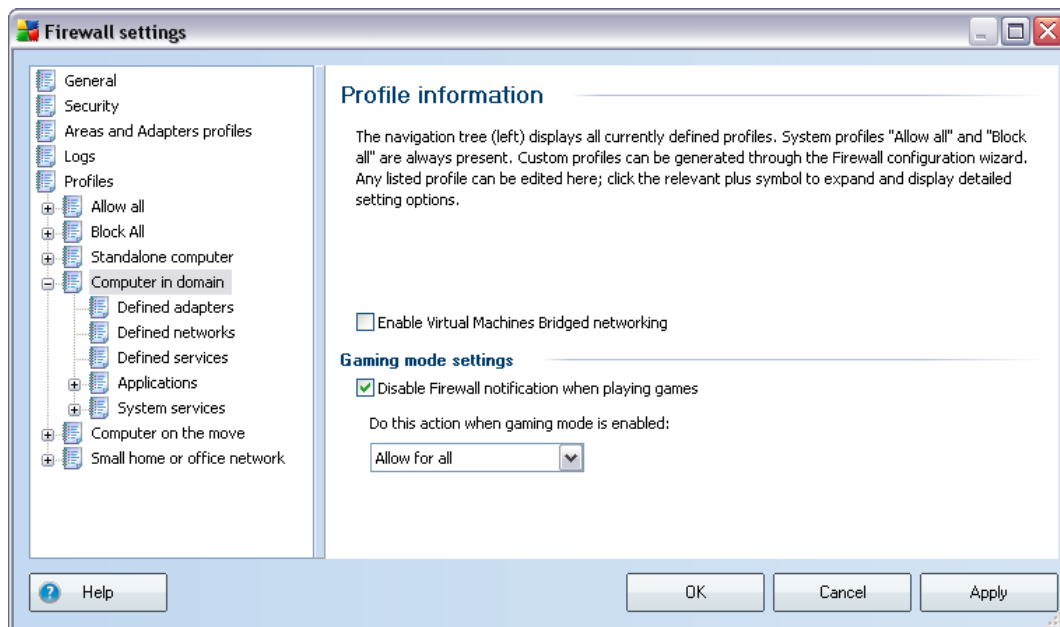 Firewall settings
General
Security
Areas and Adapters profiles
Logs
Profiles
Allow all
Block All
Standalone computer
Computer in domain
Defined adapters
Defined networks
Defined services
Applications
System services
Computer on the move
Small home or office network
Profile information
The navigation tree (left) displays all currently defined profiles. System profiles "Allow all" and "Block
all" are always present. Custom profiles can be generated through the Firewall configuration wizard.
Any listed profile can be edited here; click the relevant plus symbol to expand and display detailed
setting options.
Enable Virtual Machines Bridged networking
Gaming mode settings
Disable Firewall notification when playing games
Do this action when gaming mode is enabled:
Allow for all
Help
OK
Cancel
Apply